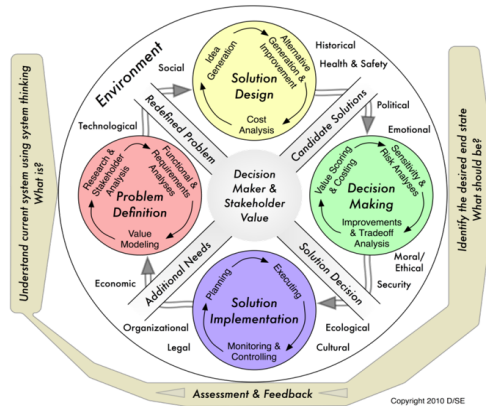 Environment
Historical
Health & Safety
Social
Political
Emotional
Technological
Idea
Generation
Alternative
Generation &
Improvement
Solution
Design
Cost
Analysis
Redefined Problem
Candidate Solutions
Research &
Stakeholder
Analysis
Functional &
Requirements
Analyses
Problem
Definition
Value
Modeling
Decision
Maker &
Stakeholder
Value
Value Scoring
& Costing
Sensitivity &
Risk Analyses
Decision
Making
Improvements
& Tradeoff
Analysis
Additional Needs
Solution Decision
Economic
Moral/
Ethical
Security
Planning
Executing
Solution
Implementation
Monitoring &
Controlling
Organizational
Legal
Ecological
Cultural
Understand current system using system thinking
What is?
Identify the desired end state
What should be?
Assessment & Feedback
Copyright 2010 D/SE